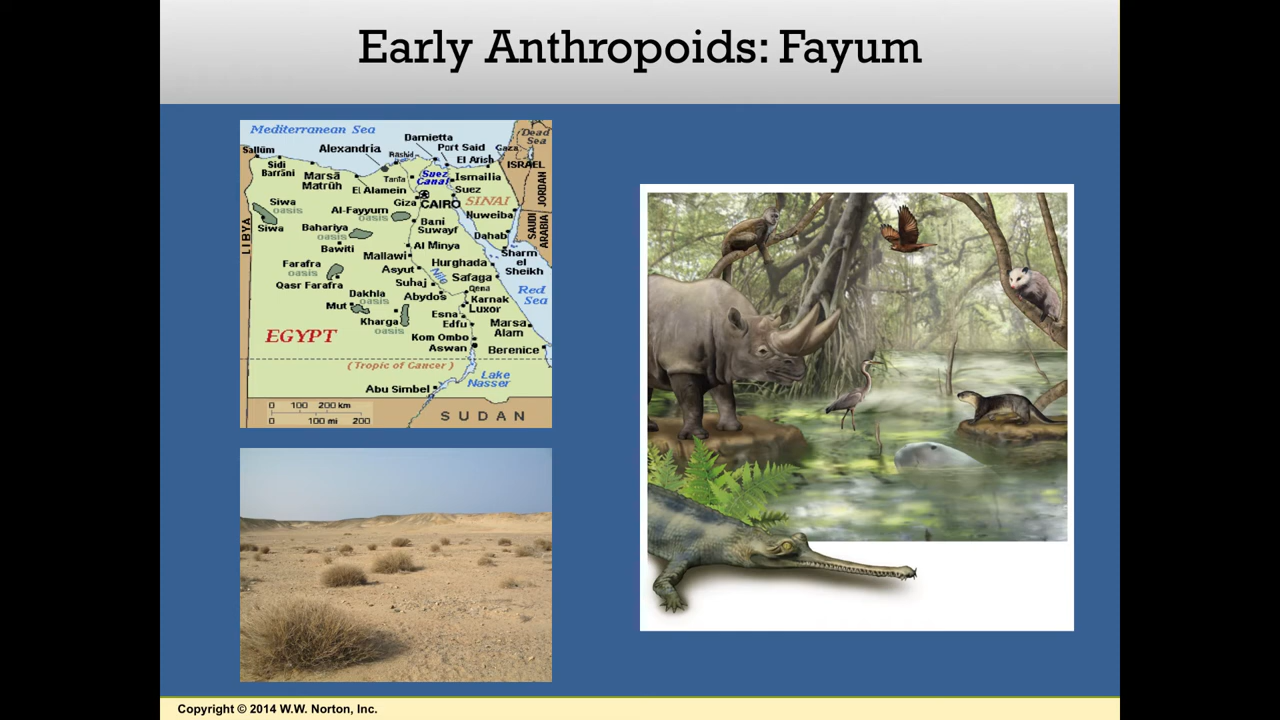 Early Anthropoids: Fayum
Mediterranean Sea
Dead
Sea
Damietta
Sallûm
Alexandria
Rashid
Port Said
Gaza
El Arish
ISRAEL
Sidi
Barrâni
Marsâ
Matrûh
Tanta
Suez
Canal
Ismailia
El Alamein
Suez
JORDAN
Siwa
oasis
Giza
CAIRO
SINAI
Al-Fayyum
oasis
Nuweiba
Siwa
Bahariya
oasis
Bani
Suwayf
Dahab
SAUDI
ARABIA
LIBYA
Bawiti
Al Minya
Mallawi
Sharm
el
Sheikh
Farafra
oasis
Hurghada
Asyut
Nile
Safaga
Qasr Farafra
Suhaj
Qena
Red
Sea
Dakhla
oasis
Abydos
Karnak
Luxor
Mut
Esna
Kharga
oasis
Edfu
Marsa
Alam
EGYPT
Kom Ombo
Aswan
Berenice
(Tropic of Cancer)
Lake
Nasser
Abu Simbel
0 100 200 km
0 100 mi 200
SUDAN
Copyright © 2014 W.W. Norton, Inc.